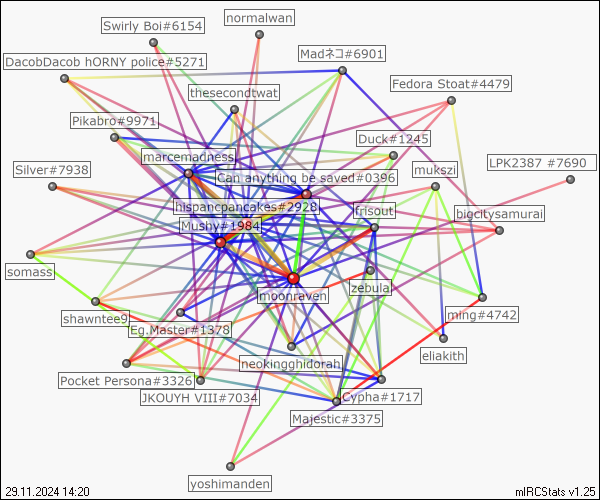 normalwan
Swirly Boi#6154
Madネコ#6901
DacobDacob hORNY police#5271
Fedora Stoat#4479
thesecondtwat
Pikabro#9971
Duck#1245
marcemadness
LPK2387 #7690
Silver#7938
Can anything be saved#0396
mukszi
hispancpancakes#2928
frisout
bigcitysamurai
Mushy#1984
somass
zebula
moonraven
shawntee9
Eg.Master#1378
ming#4742
eliakith
neokingghidorah
Pocket Persona#3326
JKOUYH VIII#7034
Cypha#1717
Majestic#3375
yoshimanden
29.11.2024 14:20
mIRCStats v1.25